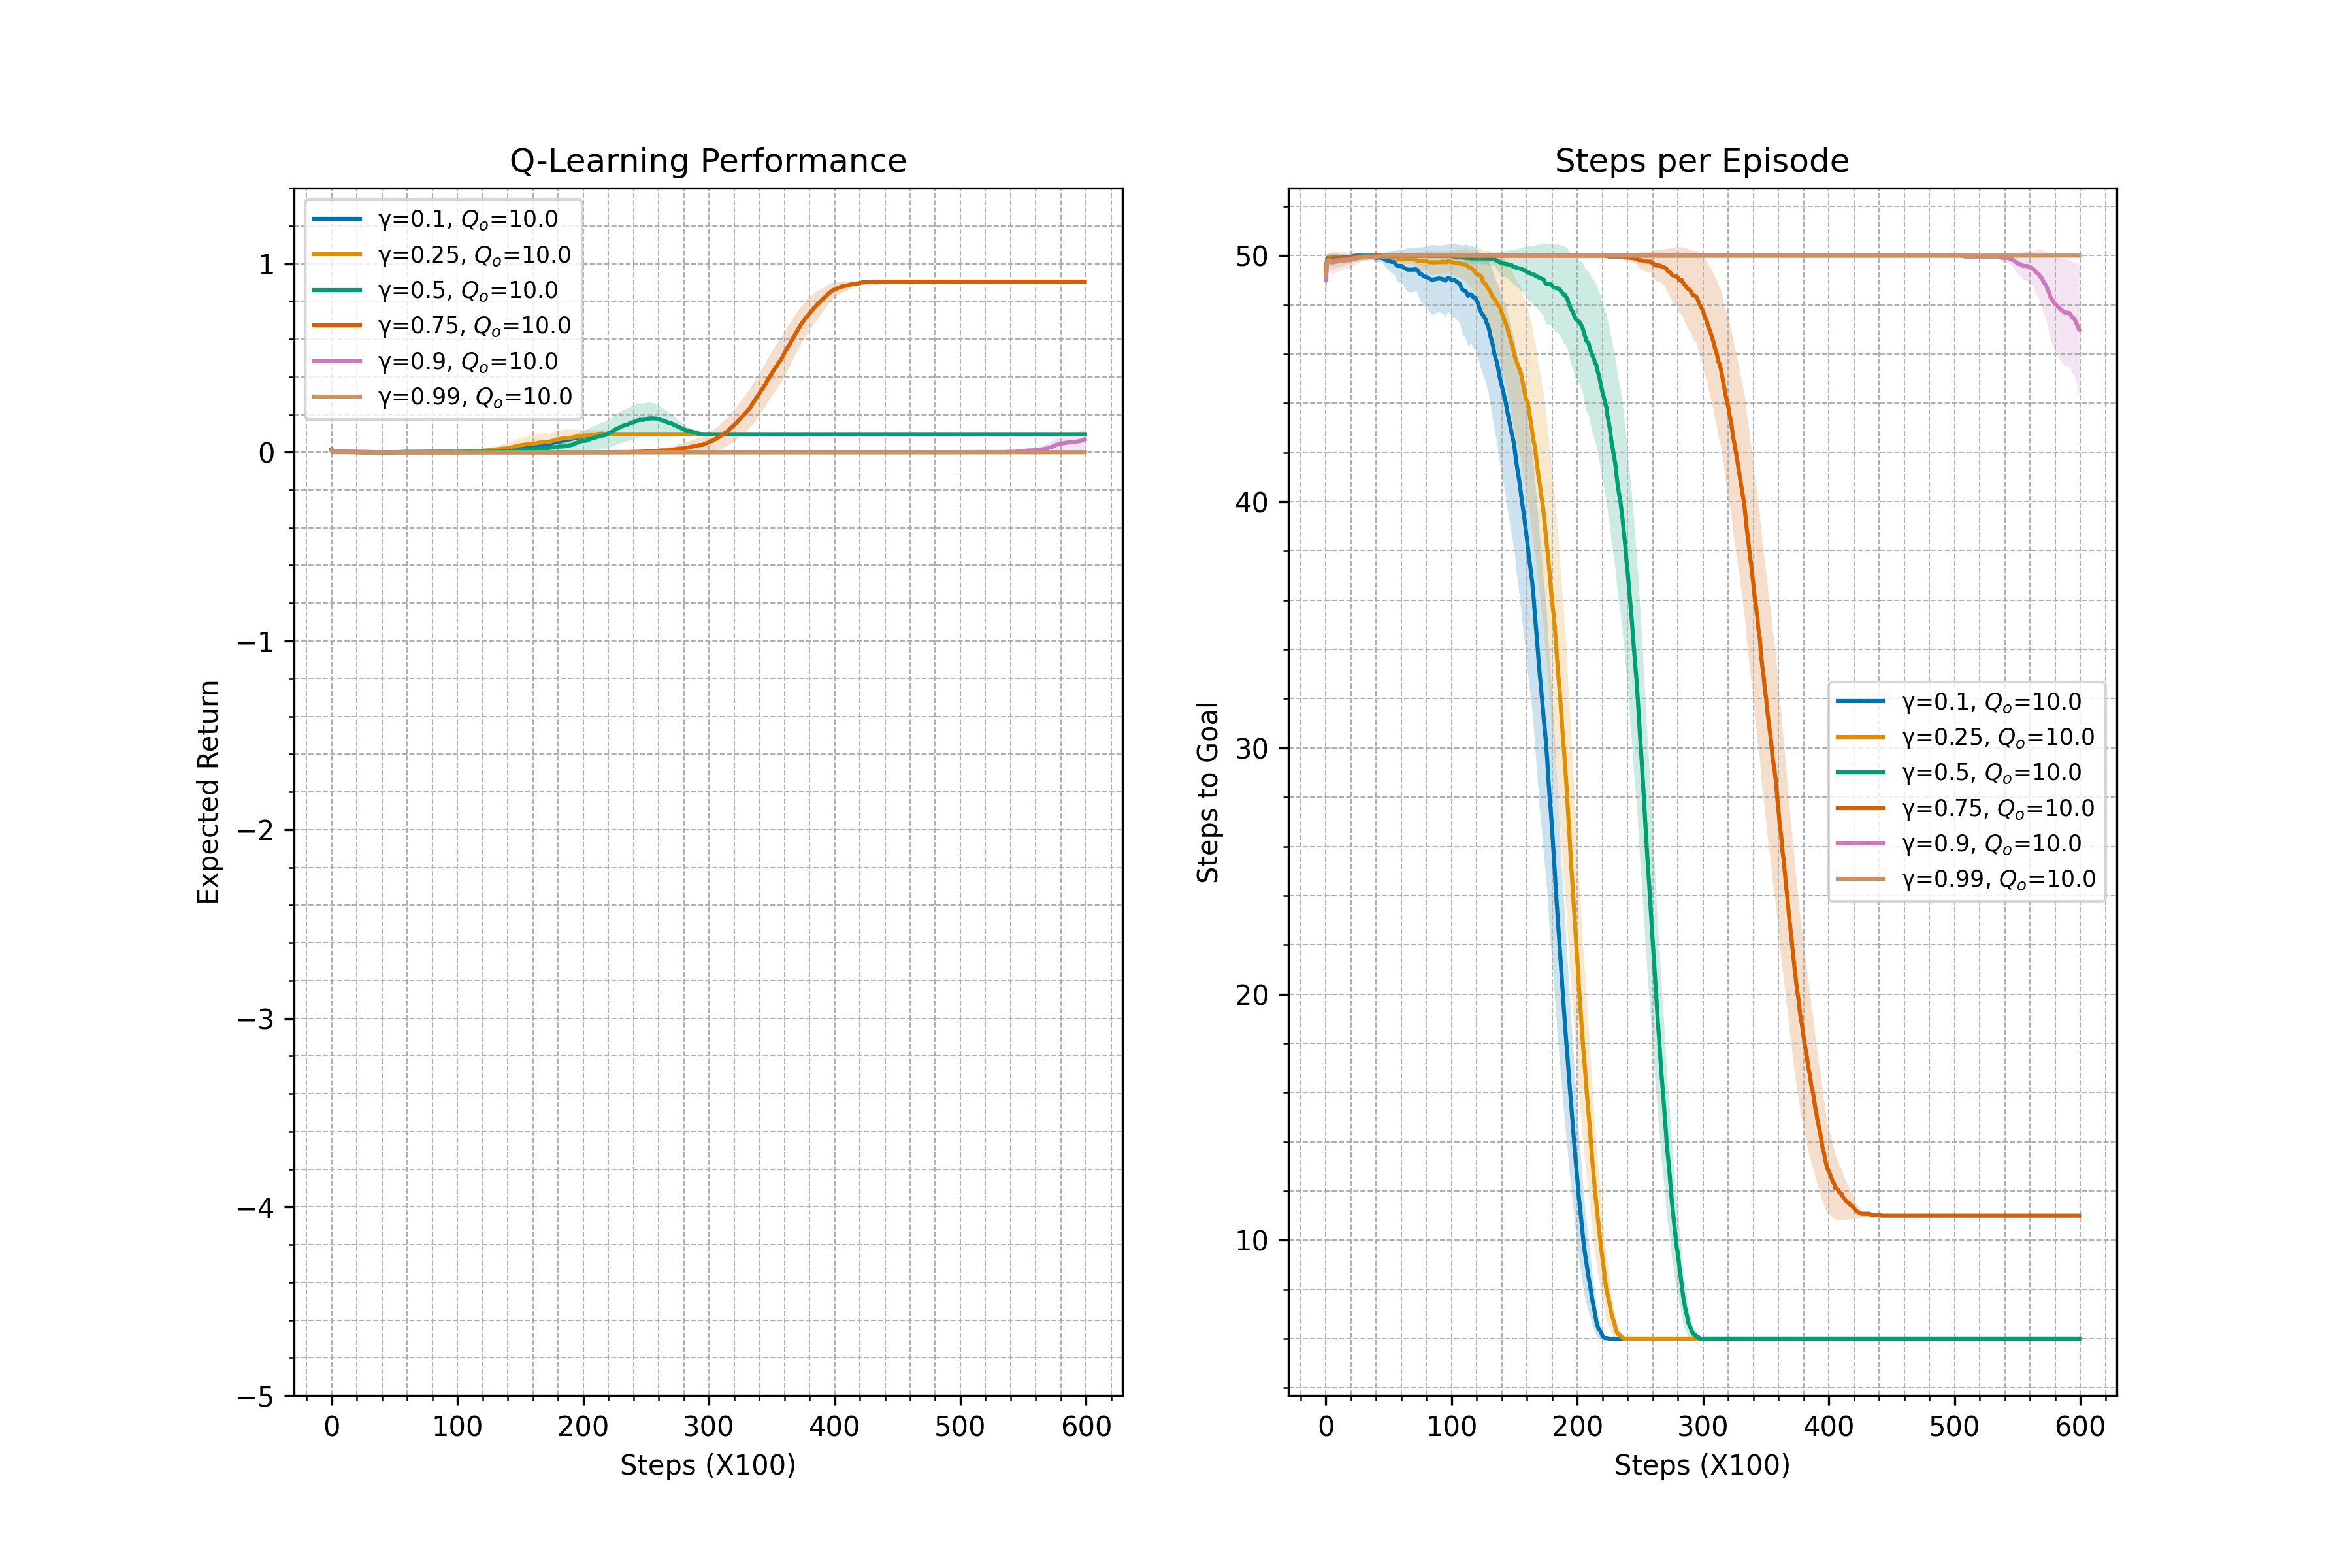 Q-Learning Performance
Expected Return
1
0
−1
−2
−3
−4
−5
γ=0.1, Qₒ=10.0
γ=0.25, Qₒ=10.0
γ=0.5, Qₒ=10.0
γ=0.75, Qₒ=10.0
γ=0.9, Qₒ=10.0
γ=0.99, Qₒ=10.0
0 100 200 300 400 500 600
Steps (X100)
Steps per Episode
Steps to Goal
50
40
30
20
10
γ=0.1, Qₒ=10.0
γ=0.25, Qₒ=10.0
γ=0.5, Qₒ=10.0
γ=0.75, Qₒ=10.0
γ=0.9, Qₒ=10.0
γ=0.99, Qₒ=10.0
0 100 200 300 400 500 600
Steps (X100)